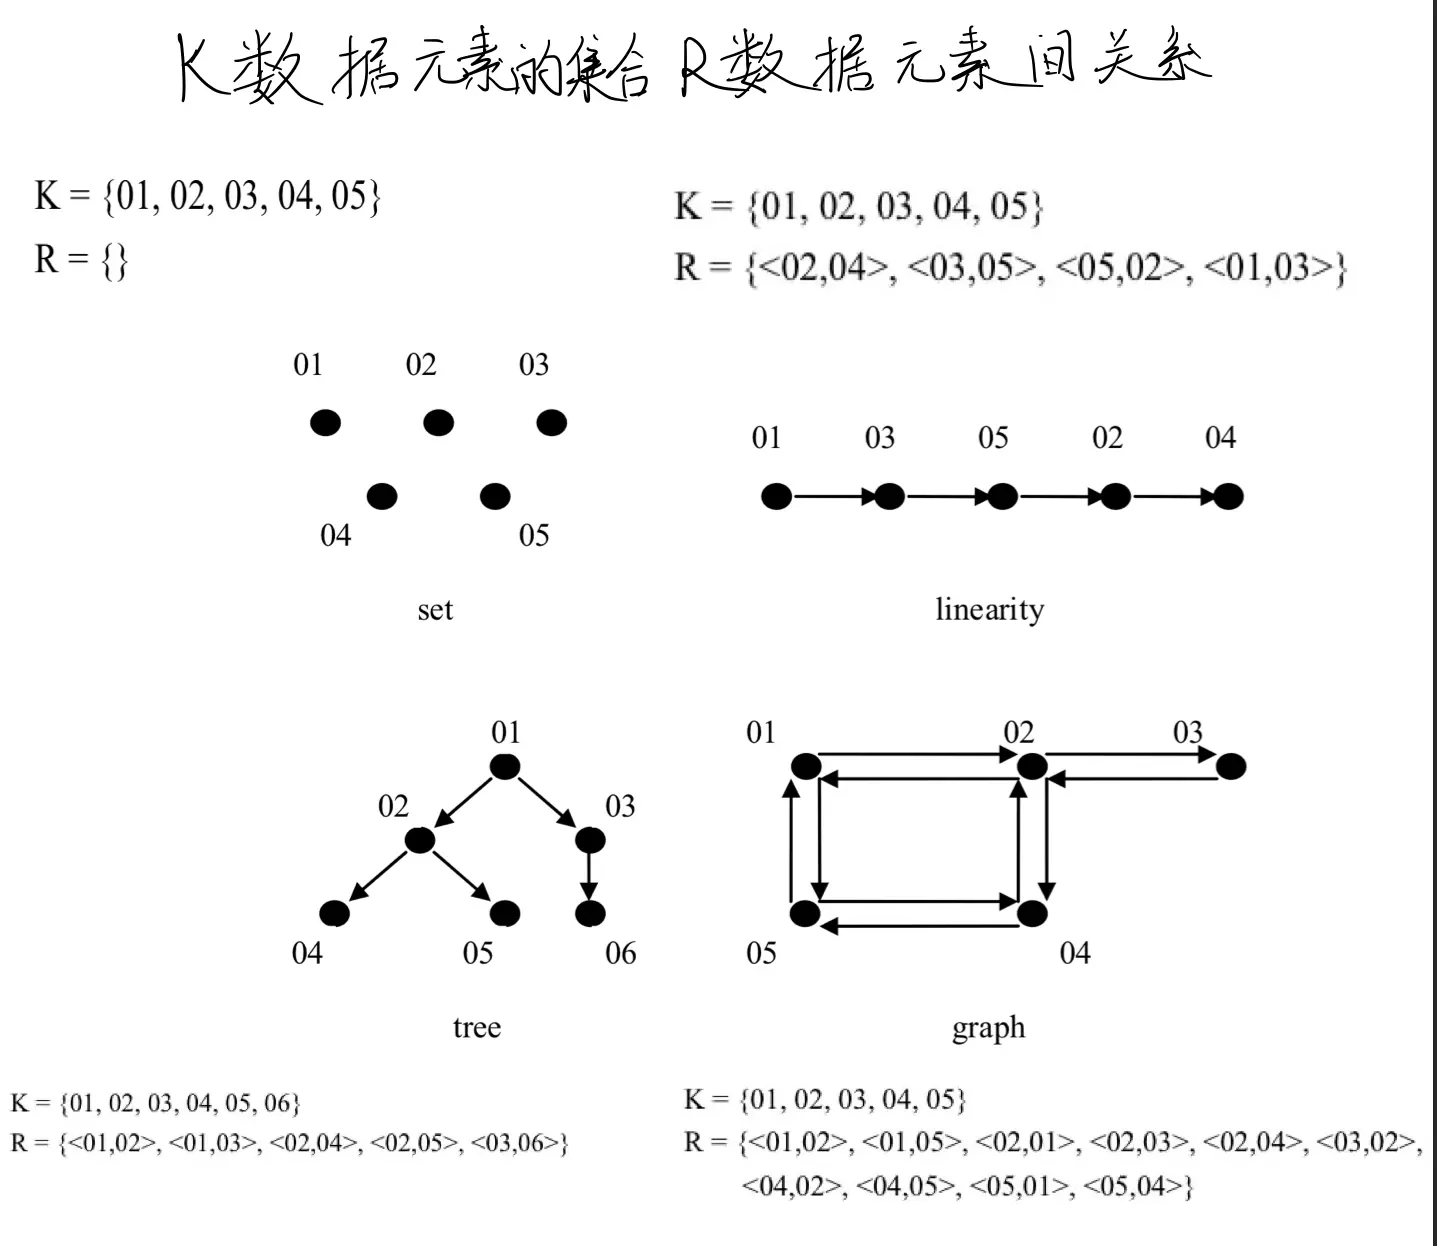 K数据元素的集合 R数据元素间关系
K = {01, 02, 03, 04, 05}
R = {}
K = {01, 02, 03, 04, 05}
R = {<02,04>, <03,05>, <05,02>, <01,03>}
01 02 03
04 05
set
01 03 05 02 04
linearity
01
02 03
04 05 06
tree
01 02 03
05 04
graph
K = {01, 02, 03, 04, 05, 06}
R = {<01,02>, <01,03>, <02,04>, <02,05>, <03,06>}
K = {01, 02, 03, 04, 05}
R = {<01,02>, <01,05>, <02,01>, <02,03>, <02,04>, <03,02>,
<04,02>, <04,05>, <05,01>, <05,04>}